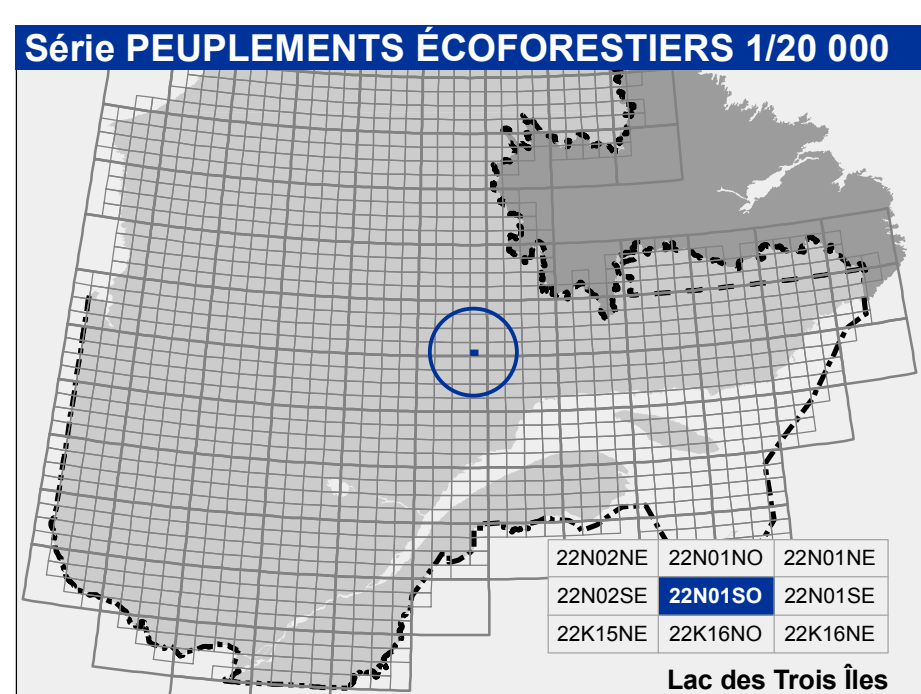 Série PEUPLEMENTS ÉCOFORESTIERS 1/20 000
22N02NE 22N01NO 22N01NE
22N02SE 22N01SO 22N01SE
22K15NE 22K16NO 22K16NE
Lac des Trois Îles